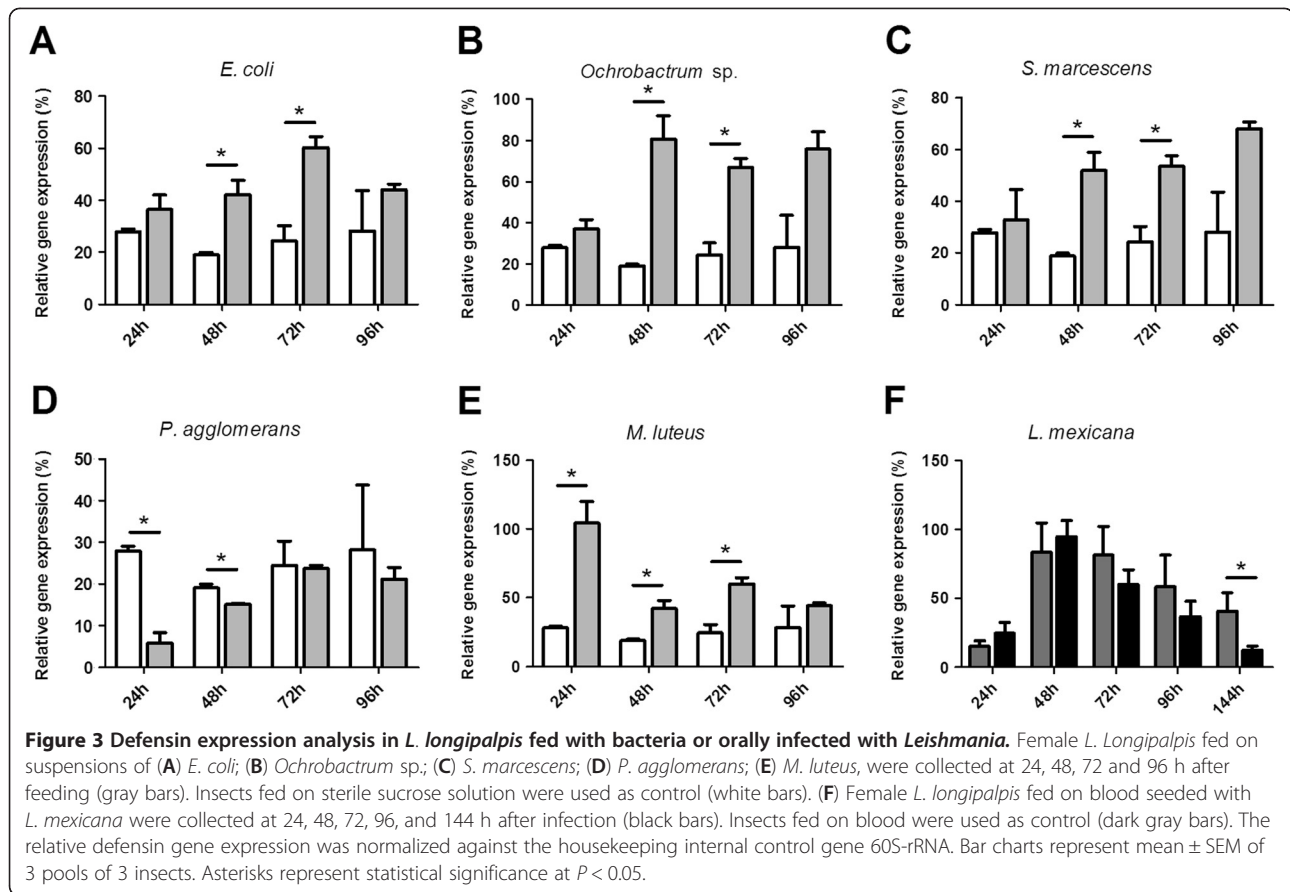 A
E. coli
Relative gene expression (%)
80
60
40
20
0
24h
48h
72h
96h
*
*
B
Ochrobactrum sp.
Relative gene expression (%)
100
80
60
40
20
0
24h
48h
72h
96h
*
*
C
S. marcescens
Relative gene expression (%)
80
60
40
20
0
24h
48h
72h
96h
*
*
D
P. agglomerans
Relative gene expression (%)
50
40
30
20
10
0
24h
48h
72h
96h
*
*
E
M. luteus
Relative gene expression (%)
150
100
50
0
24h
48h
72h
96h
*
*
*
F
L. mexicana
Relative gene expression (%)
150
100
50
0
24h
48h
72h
96h
144h
*
Figure 3 Defensin expression analysis in L. longipalpis fed with bacteria or orally infected with Leishmania. Female L. Longipalpis fed on
suspensions of (A) E. coli; (B) Ochrobactrum sp.; (C) S. marcescens; (D) P. agglomerans; (E) M. luteus, were collected at 24, 48, 72 and 96 h after
feeding (gray bars). Insects fed on sterile sucrose solution were used as control (white bars). (F) Female L. longipalpis fed on blood seeded with
L. mexicana were collected at 24, 48, 72, 96, and 144 h after infection (black bars). Insects fed on blood were used as control (dark gray bars). The
relative defensin gene expression was normalized against the housekeeping internal control gene 60S-rRNA. Bar charts represent mean ± SEM of
3 pools of 3 insects. Asterisks represent statistical significance at P < 0.05.